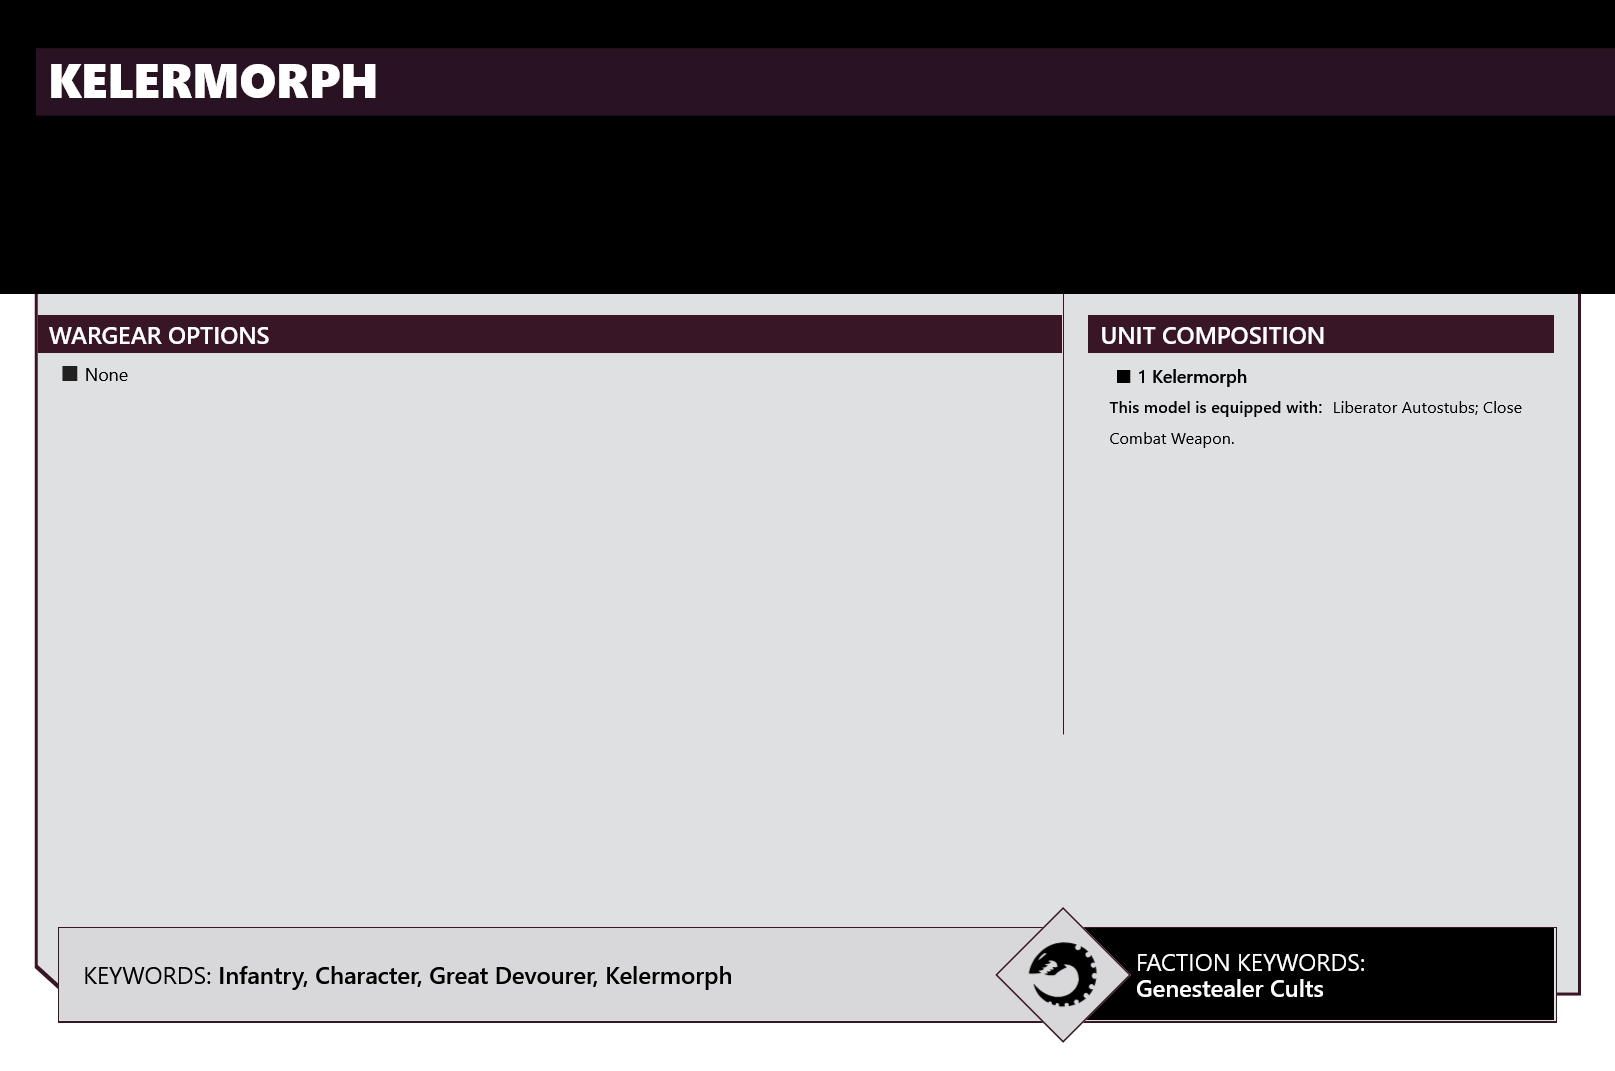 KELERMORPH
WARGEAR OPTIONS
■ None
UNIT COMPOSITION
■ 1 Kelermorph
This model is equipped with: Liberator Autostubs; Close
Combat Weapon.
KEYWORDS: Infantry, Character, Great Devourer, Kelermorph
FACTION KEYWORDS:
Genestealer Cults